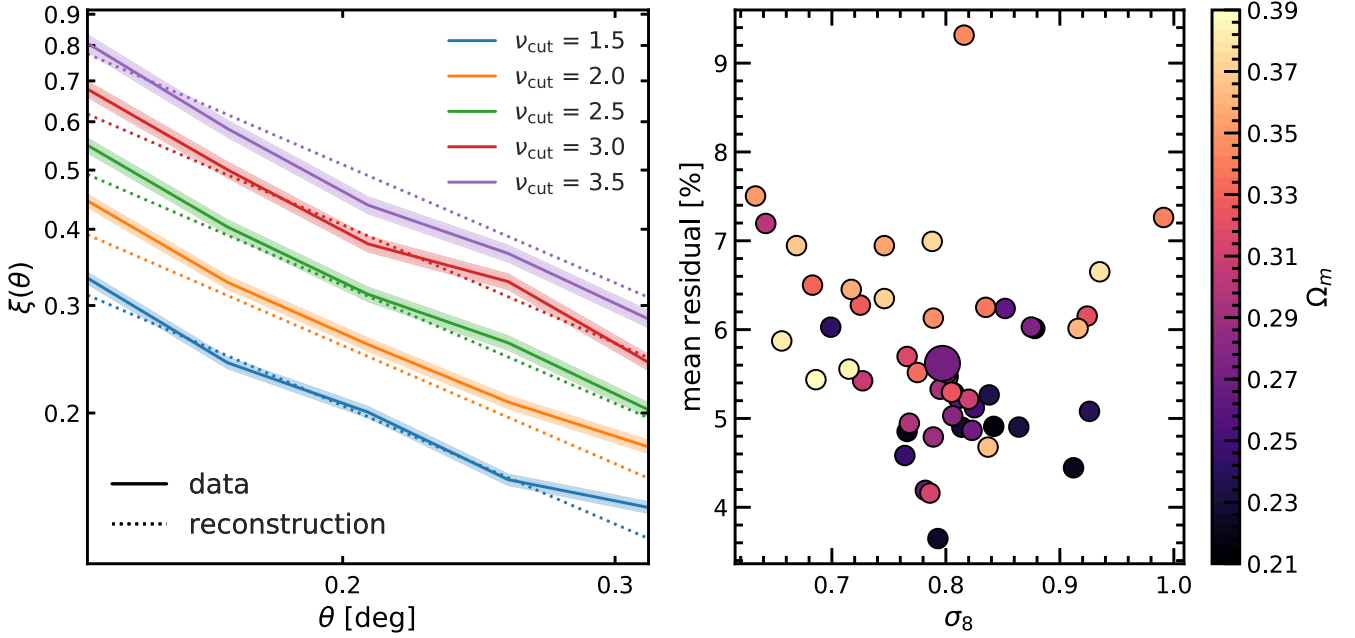 0.9
0.8
0.7
0.6
0.5
0.4
0.3
0.2
ξ(θ)
ν_cut = 1.5
ν_cut = 2.0
ν_cut = 2.5
ν_cut = 3.0
ν_cut = 3.5
data
reconstruction
0.2
0.3
θ [deg]
9
8
7
6
5
4
mean residual [%]
0.7
0.8
0.9
1.0
σ_8
0.39
0.37
0.35
0.33
0.31
0.29
0.27
0.25
0.23
0.21
Ω_m